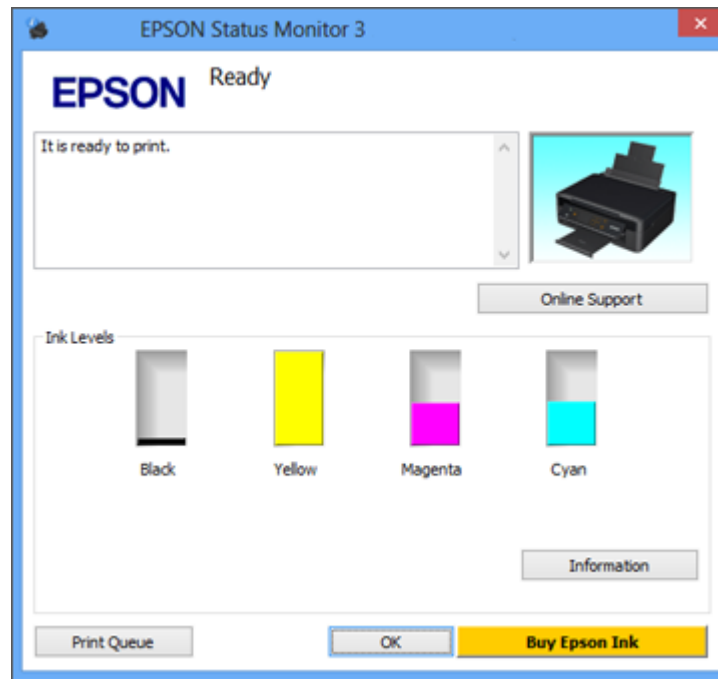 EPSON Status Monitor 3
EPSON
Ready
It is ready to print.
Online Support
Ink Levels
Black Yellow Magenta Cyan
Information
Print Queue OK Buy Epson Ink